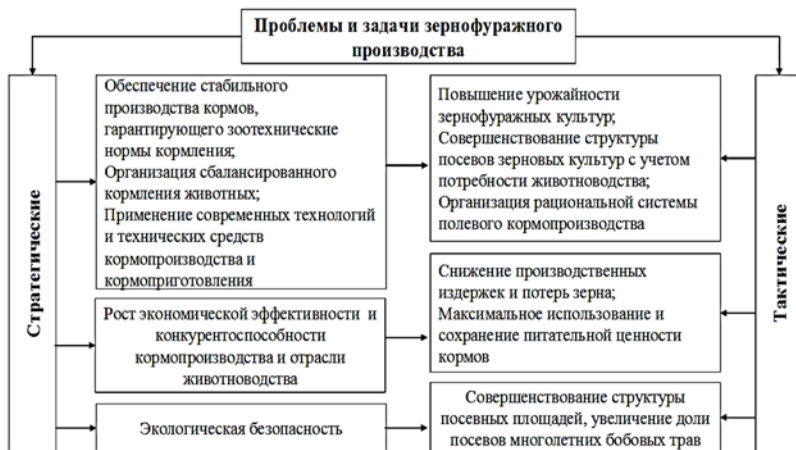 Проблемы и задачи зернофуражного
производства
Стратегические
Обеспечение стабильного
производства кормов,
гарантирующего зоотехнические
нормы кормления;
Организация сбалансированного
кормления животных;
Применение современных технологий
и технических средств
кормопроизводства и
кормоприготовления
Повышение урожайности
зернофуражных культур;
Совершенствование структуры
посевов зерновых культур с учетом
потребности животноводства;
Организация рациональной системы
полевого кормопроизводства
Рост экономической эффективности и
конкурентоспособности
кормопроизводства и отрасли
животноводства
Снижение производственных
издержек и потерь зерна;
Максимальное использование и
сохранение питательной ценности
кормов
Экологическая безопасность
Совершенствование структуры
посевных площадей, увеличение доли
посевов многолетних бобовых трав
Тактические